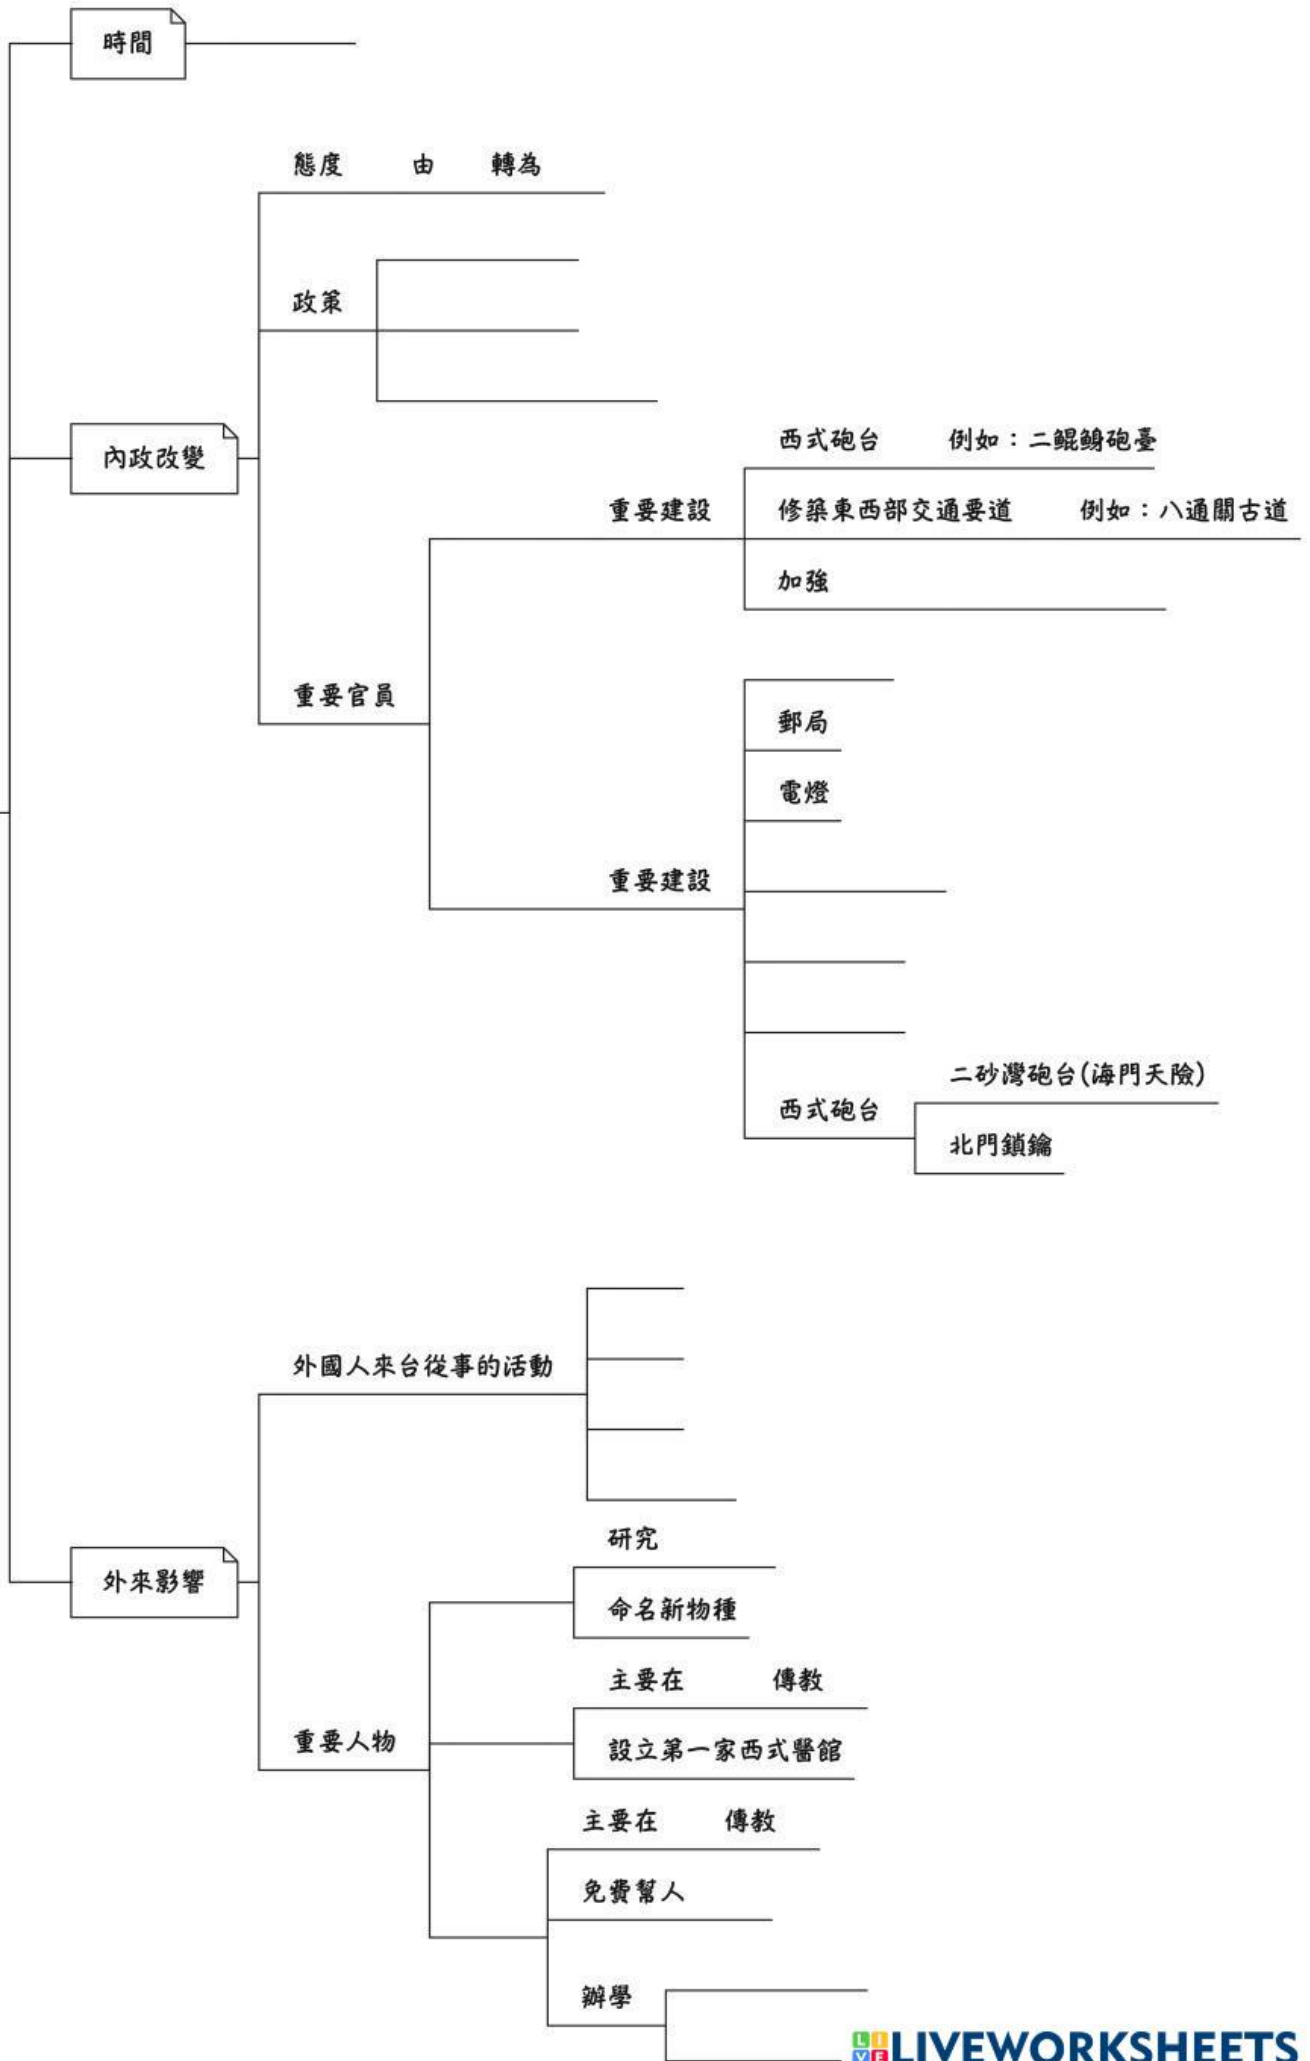 時間
態度 由 轉為
政策
內政改變
西式砲台 例如：二鯤鯓砲臺
重要建設
修築東西部交通要道 例如：八通關古道
加強
重要官員
郵局
電燈
重要建設
西式砲台
二砂灣砲台(海門天險)
北門鎖鑰
外國人來台從事的活動
外來影響
研究
命名新物種
重要人物
主要在 傳教
設立第一家西式醫館
主要在 傳教
免費幫人
辦學
LIVEWORKSHEETS